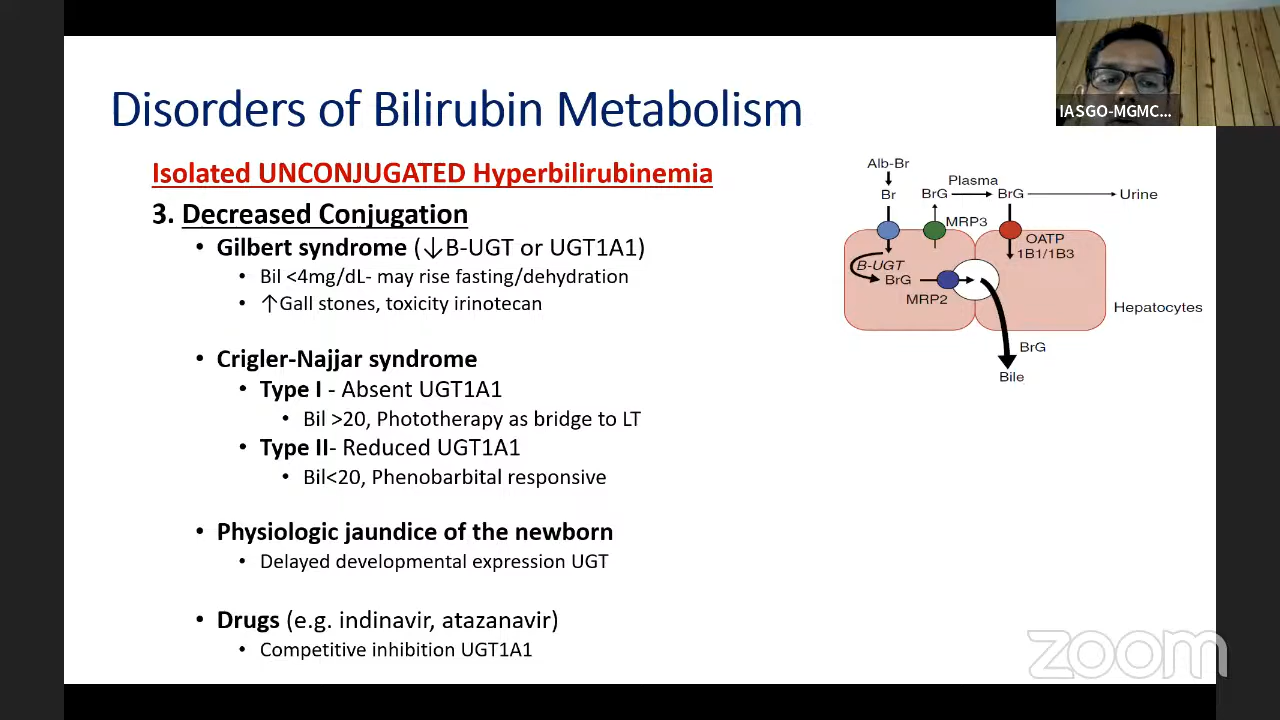 Disorders of Bilirubin Metabolism
IASGO-MGMC...
Isolated UNCONJUGATED Hyperbilirubinemia
3. Decreased Conjugation
• Gilbert syndrome (↓B-UGT or UGT1A1)
• Bil <4mg/dL- may rise fasting/dehydration
• ↑Gall stones, toxicity irinotecan
• Crigler-Najjar syndrome
• Type I - Absent UGT1A1
• Bil >20, Phototherapy as bridge to LT
• Type II- Reduced UGT1A1
• Bil<20, Phenobarbital responsive
• Physiologic jaundice of the newborn
• Delayed developmental expression UGT
• Drugs (e.g. indinavir, atazanavir)
• Competitive inhibition UGT1A1
Alb-Br
Plasma
Br BrG BrG Urine
MRP3
OATP
1B1/1B3
B-UGT
BrG
MRP2
Hepatocytes
BrG
Bile
zoom